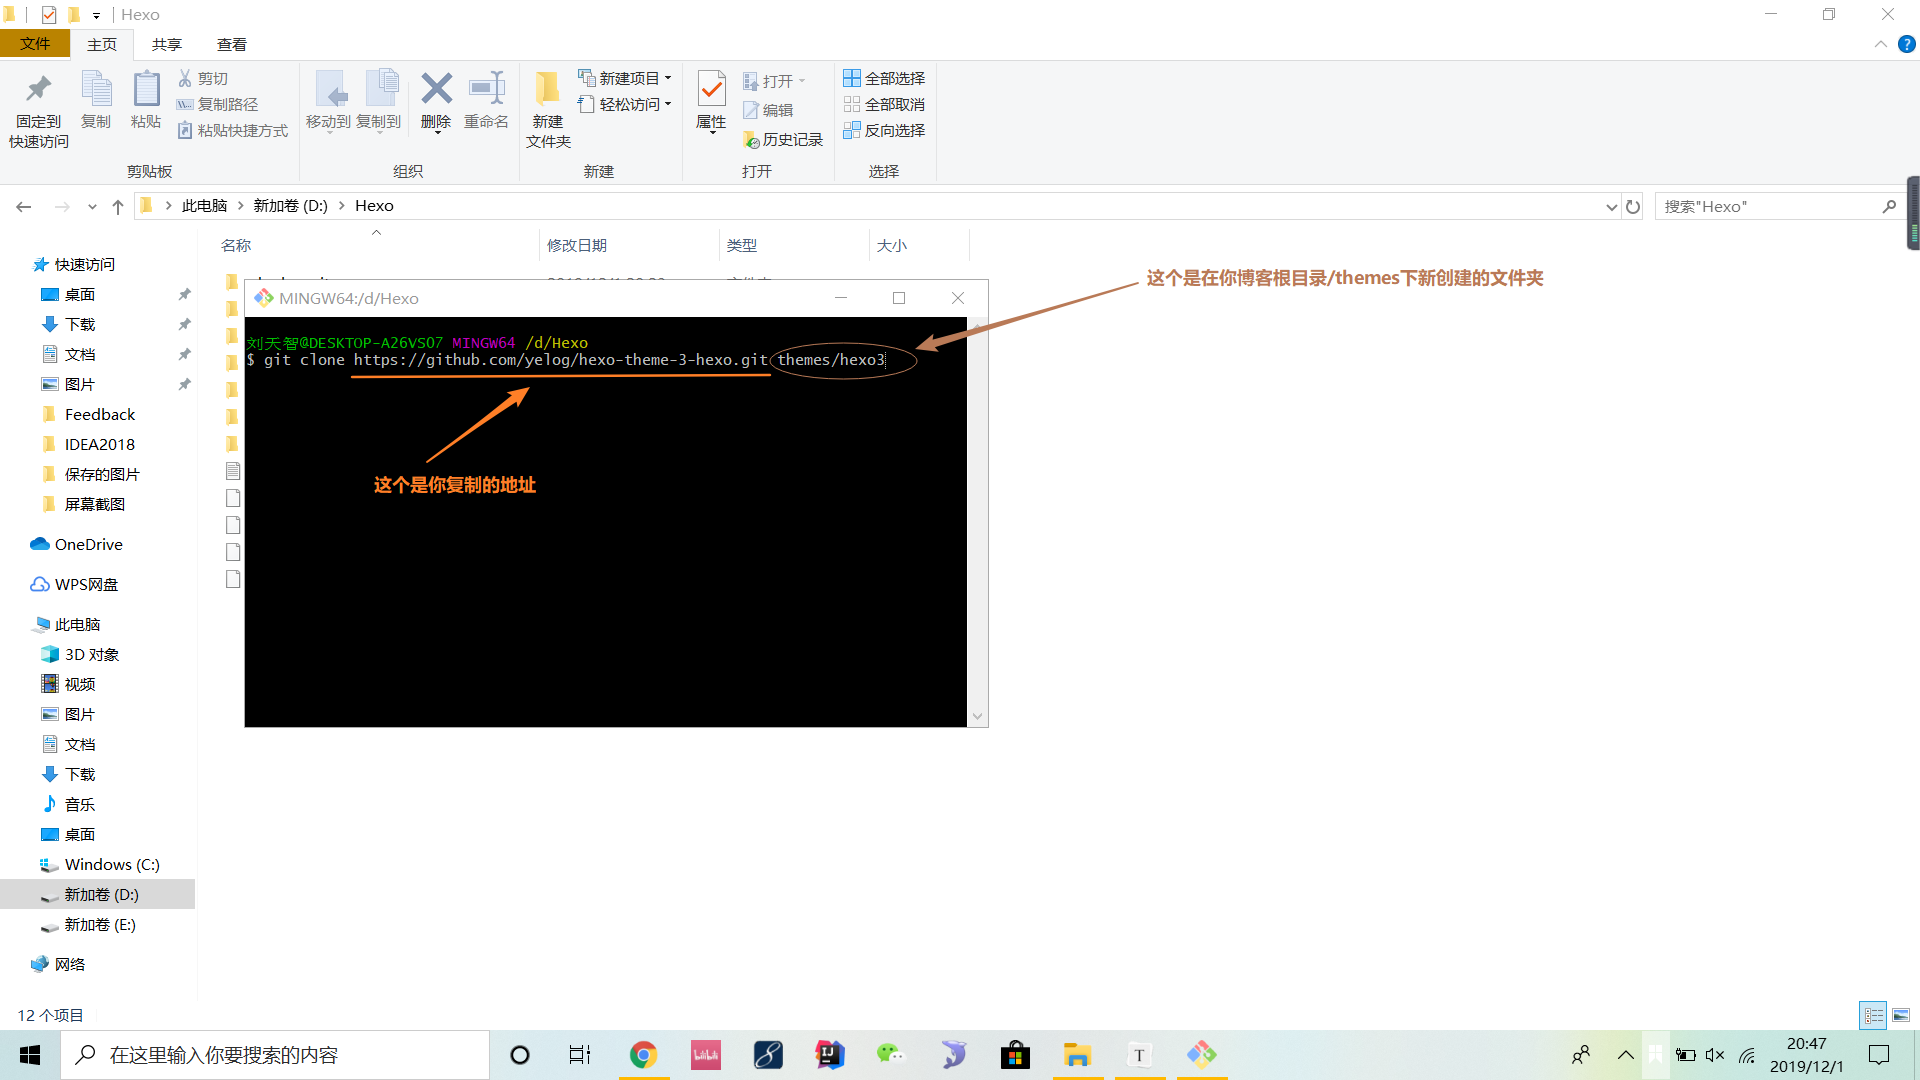 Hexo
文件 主页 共享 查看
固定到
快速访问
复制
粘贴
剪切
复制路径
粘贴快捷方式
剪贴板
移动到
复制到
删除
重命名
组织
新建
文件夹
新建项目
轻松访问
新建
属性
打开
编辑
历史记录
打开
全部选择
全部取消
反向选择
选择
此电脑 > 新加卷 (D:) > Hexo
搜索"Hexo"
名称 修改日期 类型 大小
快速访问
桌面
下载
文档
图片
Feedback
IDEA2018
保存的图片
屏幕截图
OneDrive
WPS网盘
此电脑
3D 对象
视频
图片
文档
下载
音乐
桌面
Windows (C:)
新加卷 (D:)
新加卷 (E:)
网络
MINGW64:/d/Hexo
刘天智@DESKTOP-A26VSO7 MINGW64 /d/Hexo
$ git clone https://github.com/yelog/hexo-theme-3-hexo.git themes/hexo3
这个是你复制的地址
这个是在你博客根目录/themes下新创建的文件夹
12 个项目
在这里输入你要搜索的内容
20:47
2019/12/1